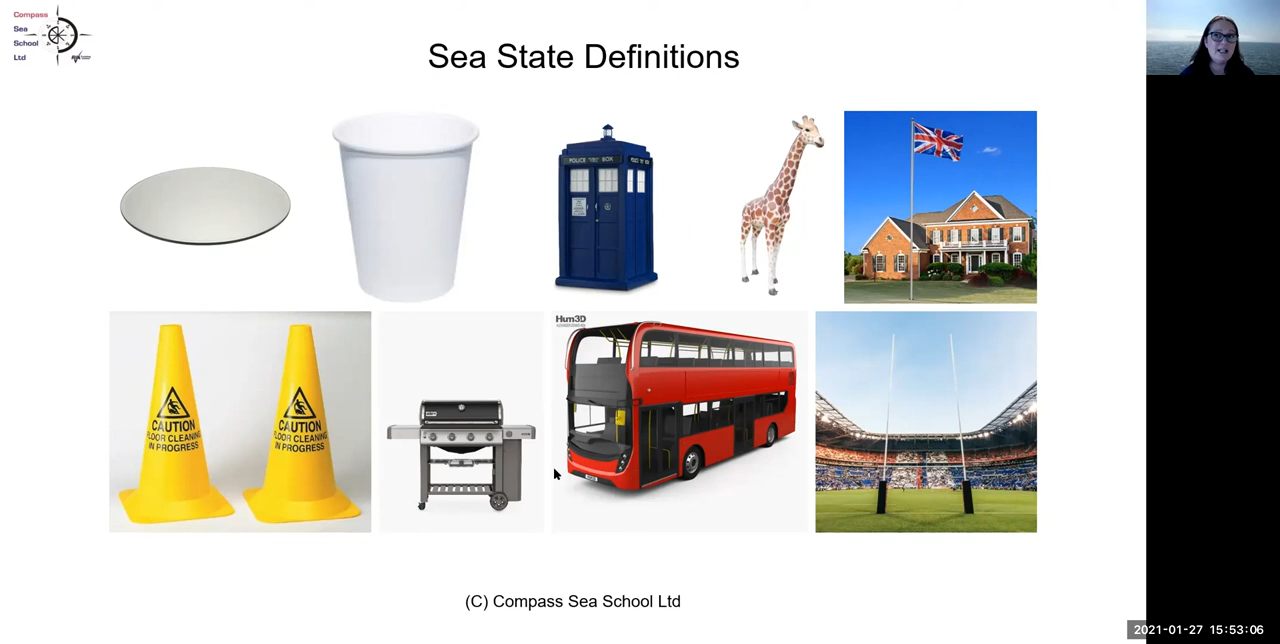 Compass
Sea
School
Ltd
Sea State Definitions
POLICE BOX
CAUTION
FLOOR CLEANING
IN PROGRESS
CAUTION
FLOOR CLEANING
IN PROGRESS
Hum3D
(C) Compass Sea School Ltd
2021-01-27 15:53:06